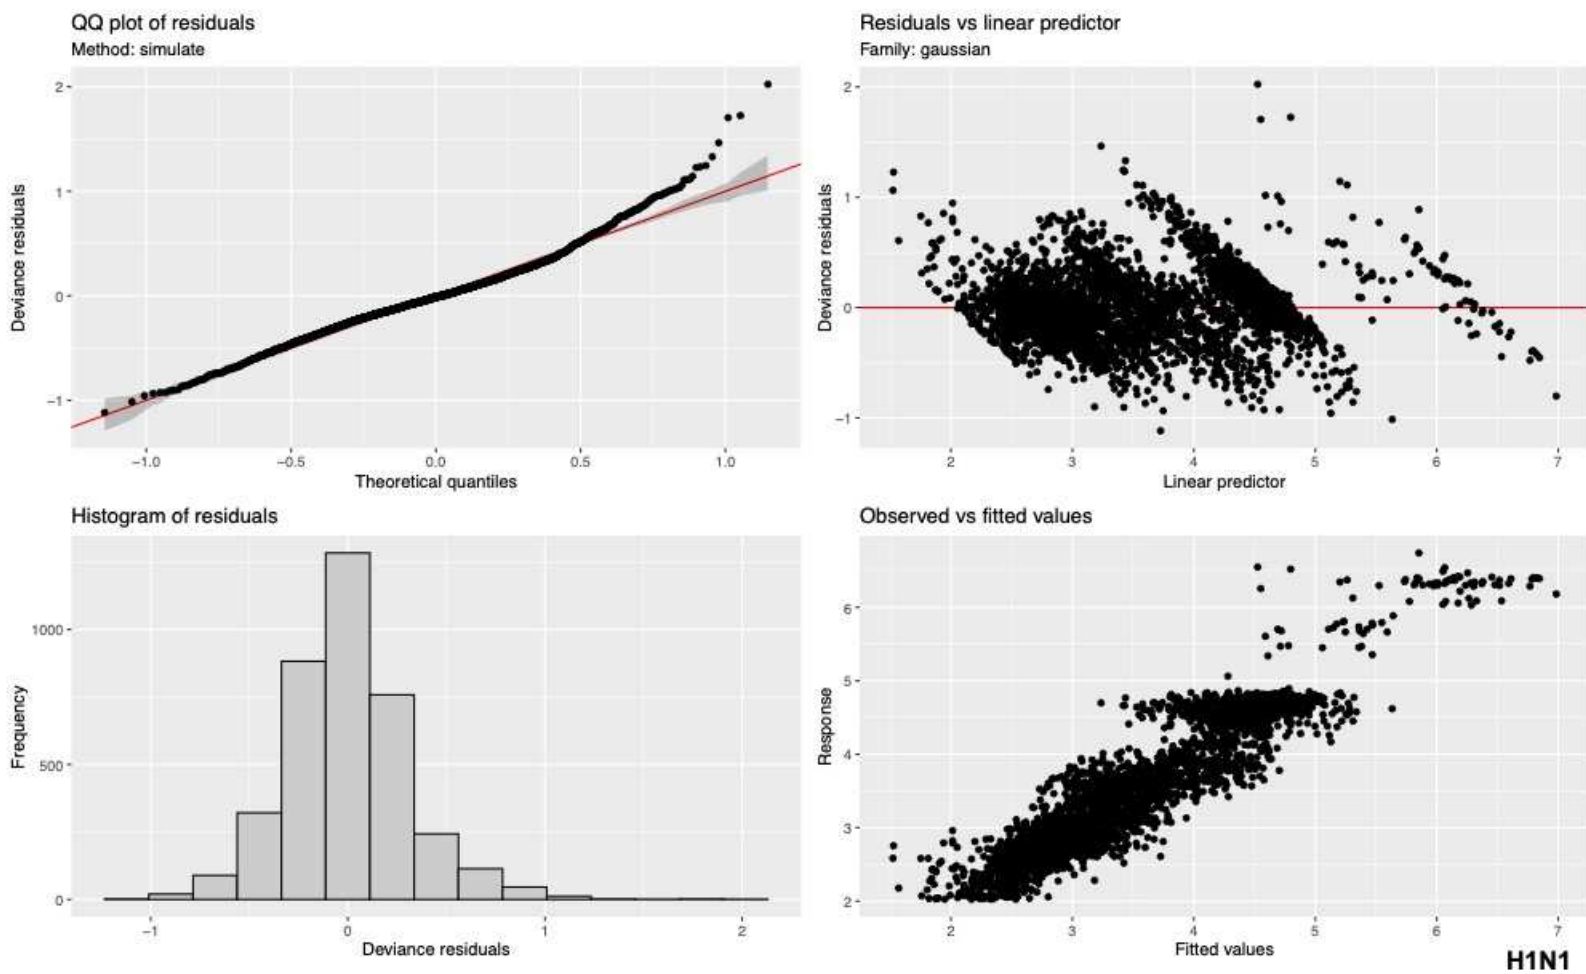 QQ plot of residuals
Method: simulate
2
1
0
−1
Deviance residuals
−1.0
−0.5
0.0
0.5
1.0
Theoretical quantiles
Residuals vs linear predictor
Family: gaussian
2
1
0
−1
Deviance residuals
2
3
4
5
6
7
Linear predictor
Histogram of residuals
1000
500
0
Frequency
−1
0
1
2
Deviance residuals
Observed vs fitted values
6
5
4
3
2
Response
2
3
4
5
6
7
Fitted values
H1N1